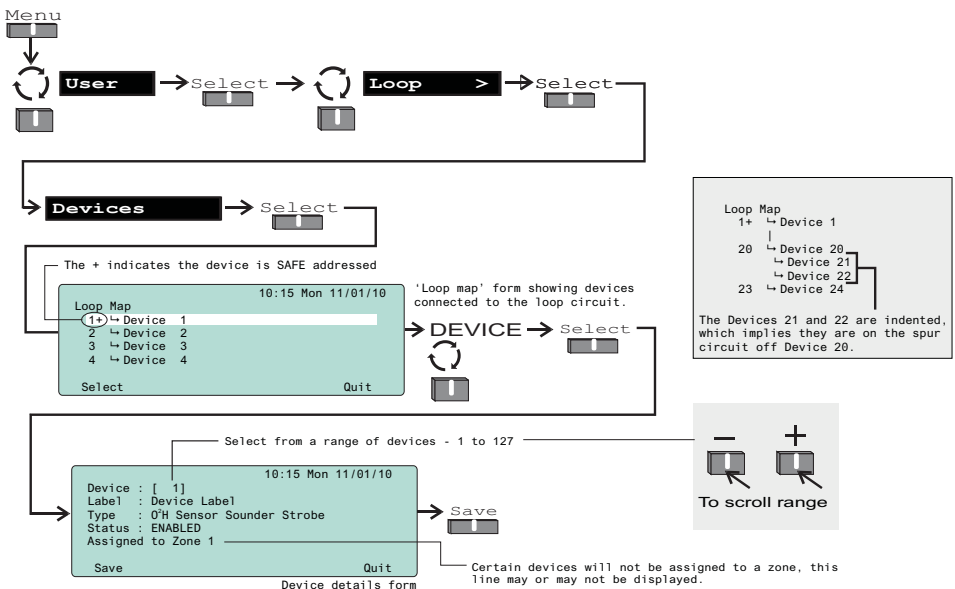 Menu
User
Select
Loop >
Select
Devices
Select
The + indicates the device is SAFE addressed
10:15 Mon 11/01/10
Loop Map
1+ ↳ Device 1
2 ↳ Device 2
3 ↳ Device 3
4 ↳ Device 4
Select Quit
'Loop map' form showing devices
connected to the loop circuit.
DEVICE
Select
Loop Map
1+ ↳ Device 1
|
20 ↳ Device 20
↳ Device 21
↳ Device 22
23 ↳ Device 24
The Devices 21 and 22 are indented,
which implies they are on the spur
circuit off Device 20.
Select from a range of devices - 1 to 127
− +
To scroll range
10:15 Mon 11/01/10
Device : [ 1]
Label : Device Label
Type : O²H Sensor Sounder Strobe
Status : ENABLED
Assigned to Zone 1
Save Quit
Device details form
Save
Certain devices will not be assigned to a zone, this
line may or may not be displayed.